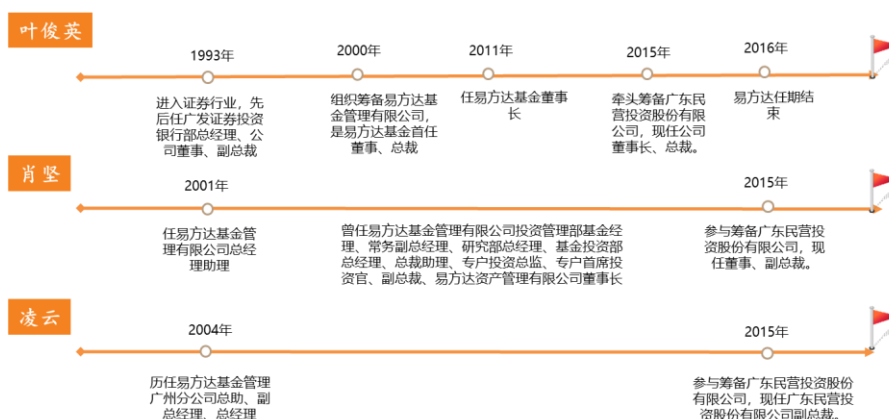 叶俊英
1993年
2000年
2011年
2015年
2016年
进入证券行业，先
后任广发证券投资
银行部总经理、公
司董事、副总裁
组织筹备易方达基
金管理有限公司，
是易方达基金首任
董事、总裁
任易方达基金董事
长
牵头筹备广东民
营投资股份有限
公司，现任公司
董事长、总裁。
易方达任期结
束
肖坚
2001年
2015年
任易方达基金管
理有限公司总经
理助理
曾任易方达基金管理有限公司投资管理部基金经
理、常务副总经理、研究部总经理、基金投资部
总经理、总裁助理、专户投资总监、专户首席投
资官、副总裁、易方达资产管理有限公司董事长
参与筹备广东民营投
资股份有限公司，现
任董事、副总裁。
凌云
2004年
2015年
历任易方达基金管理
广州分公司总助、副
总经理、总经理
参与筹备广东民营投资股份
有限公司，现任广东民营投
资股份有限公司副总裁。